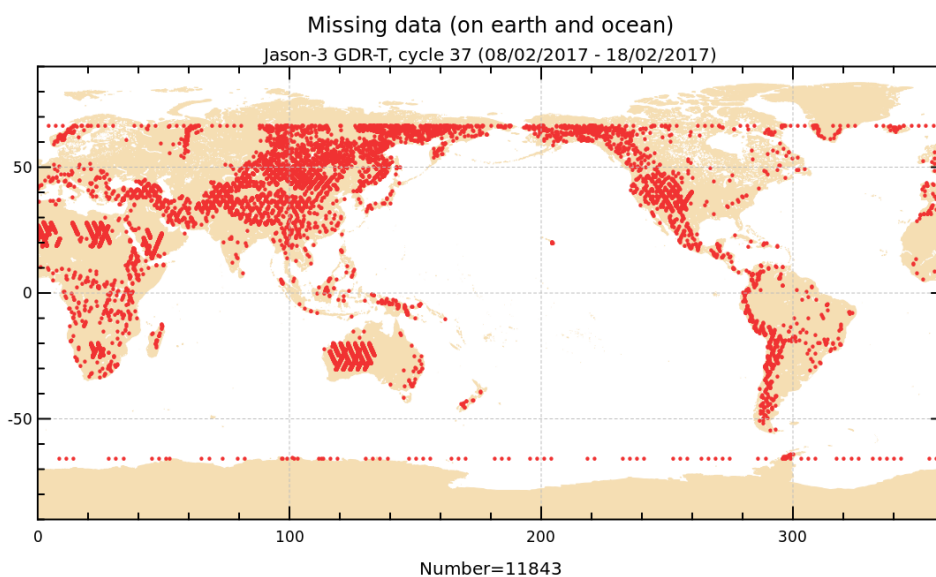 Missing data (on earth and ocean)
Jason-3 GDR-T, cycle 37 (08/02/2017 - 18/02/2017)
50
0
-50
0 100 200 300
Number=11843